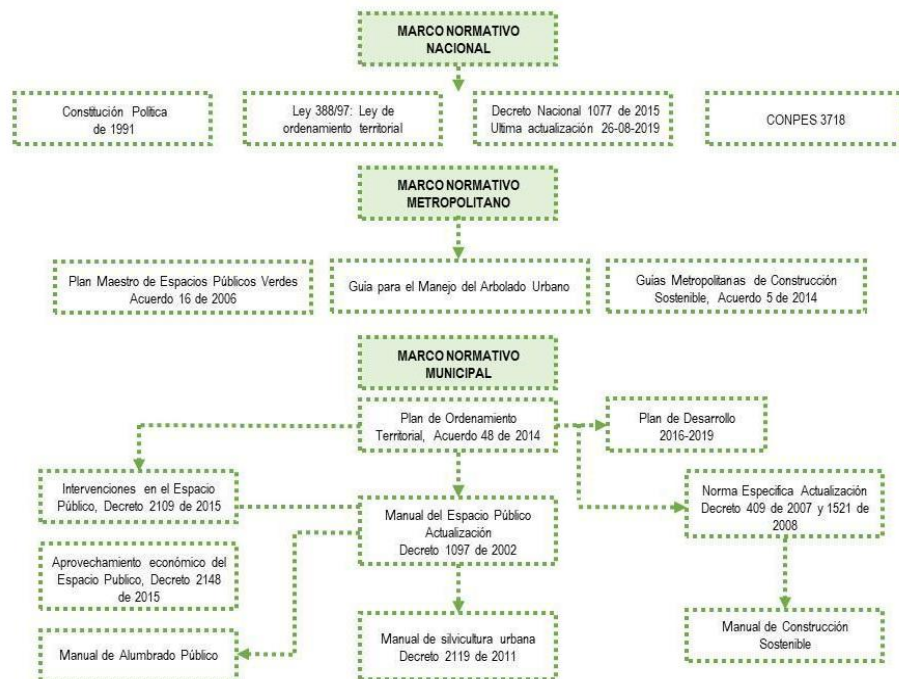 MARCO NORMATIVO
NACIONAL
Constitución Política
de 1991
Ley 388/97: Ley de
ordenamiento territorial
Decreto Nacional 1077 de 2015
Ultima actualización 26-08-2019
CONPES 3718
MARCO NORMATIVO
METROPOLITANO
Plan Maestro de Espacios Públicos Verdes
Acuerdo 16 de 2006
Guía para el Manejo del Arbolado Urbano
Guías Metropolitanas de Construcción
Sostenible, Acuerdo 5 de 2014
MARCO NORMATIVO
MUNICIPAL
Plan de Ordenamiento
Territorial, Acuerdo 48 de 2014
Plan de Desarrollo
2016-2019
Intervenciones en el Espacio
Público, Decreto 2109 de 2015
Manual del Espacio Público
Actualización
Decreto 1097 de 2002
Norma Especifica Actualización
Decreto 409 de 2007 y 1521 de
2008
Aprovechamiento económico del
Espacio Publico, Decreto 2148
de 2015
Manual de Alumbrado Público
Manual de silvicultura urbana
Decreto 2119 de 2011
Manual de Construcción
Sostenible